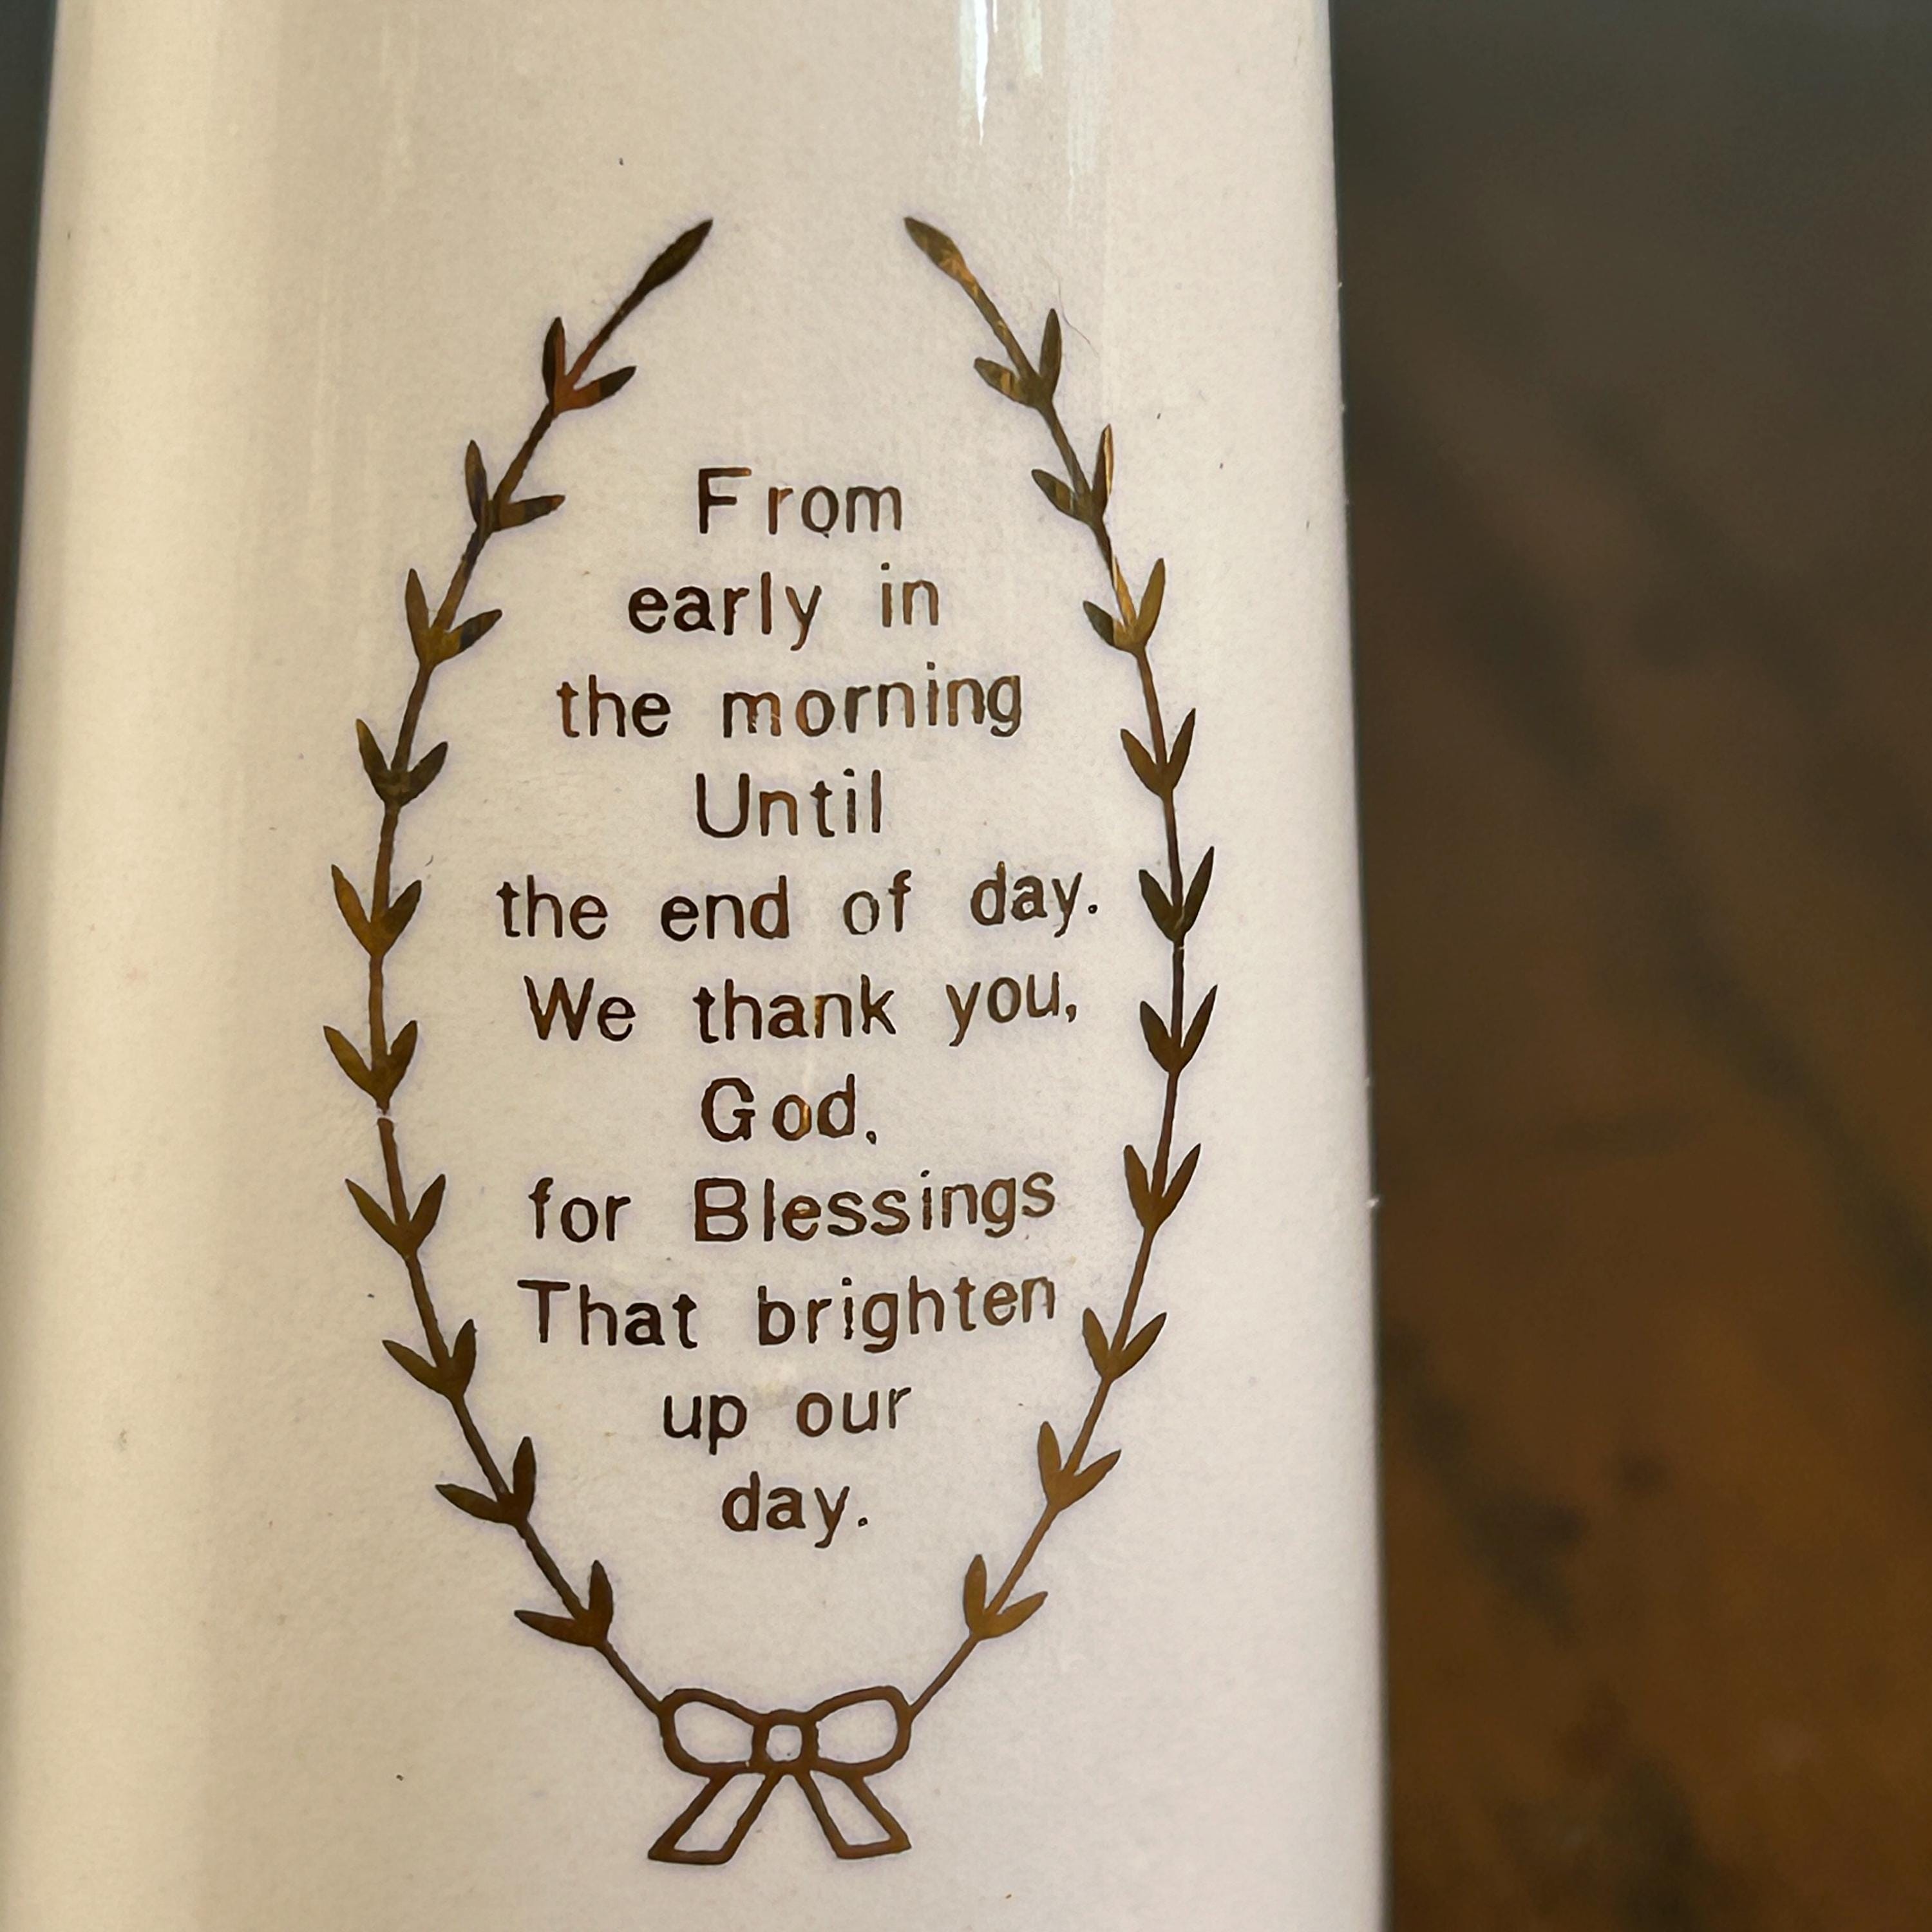 From
early in
the morning
Until
the end of day.
We thank you,
God,
for Blessings
That brighten
up our
day.